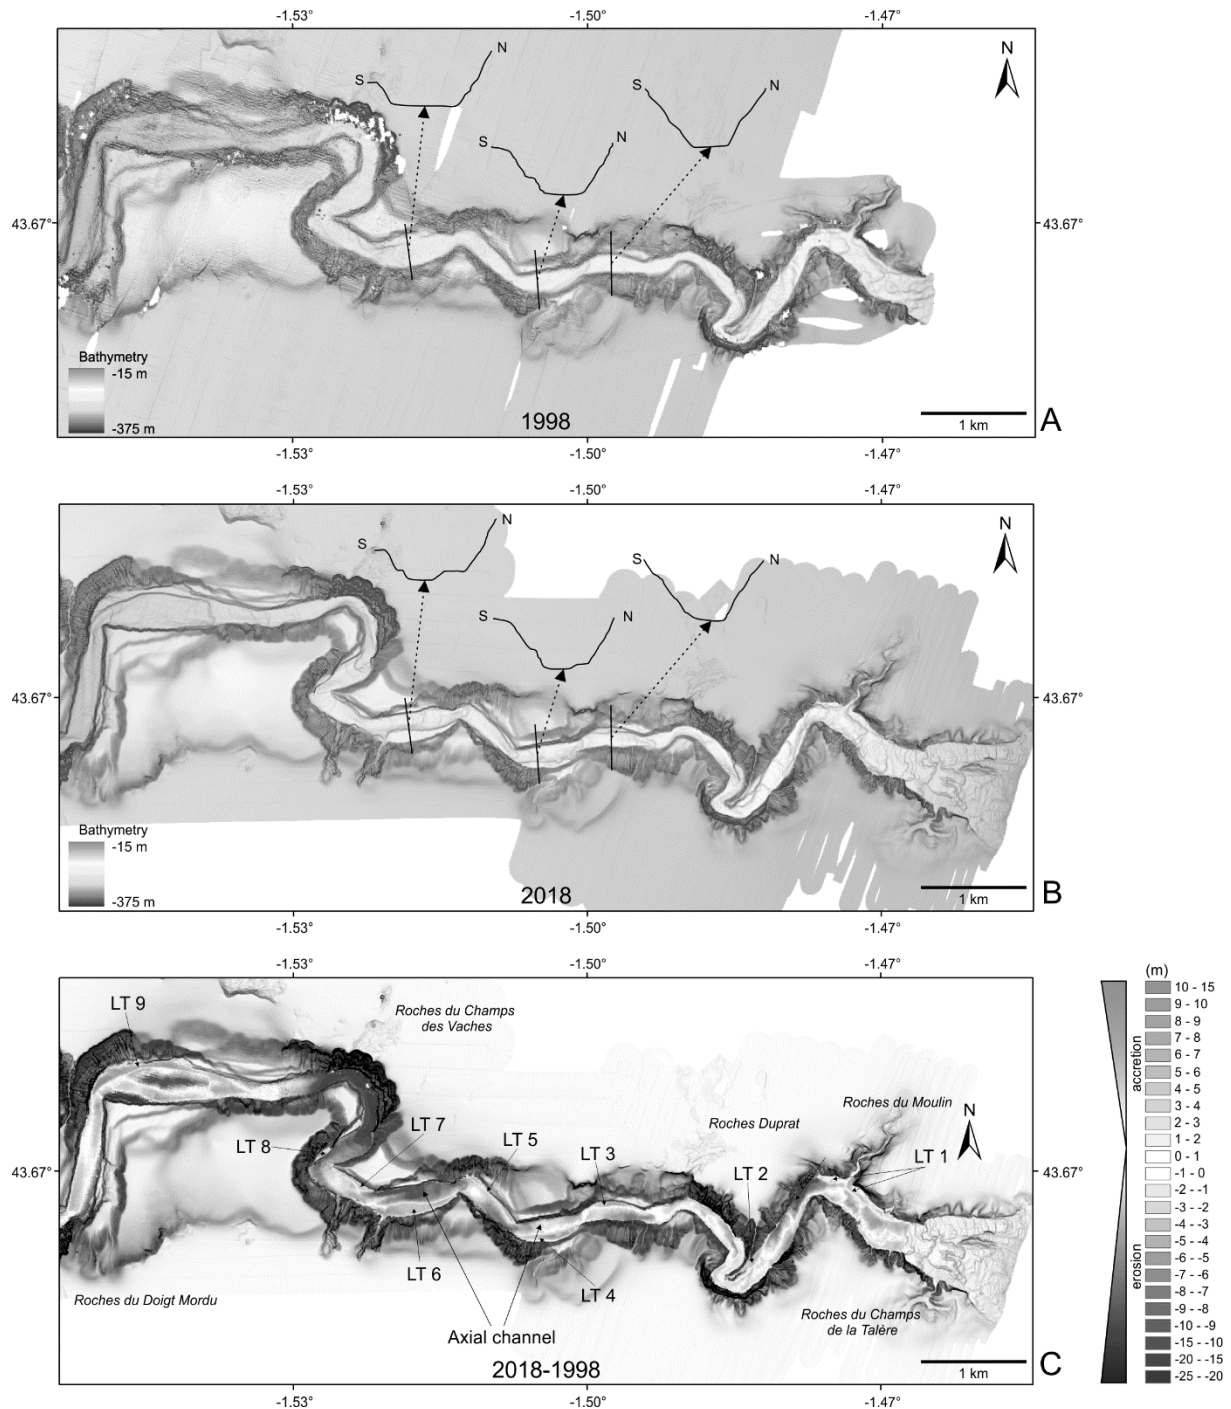 -1.53°
-1.50°
-1.47°
N
S
N
S
N
S
N
43.67°
43.67°
Bathymetry
-15 m
-375 m
1998
1 km
A
-1.53°
-1.50°
-1.47°
-1.53°
-1.50°
-1.47°
N
S
N
S
N
S
N
43.67°
43.67°
Bathymetry
-15 m
-375 m
2018
1 km
B
-1.53°
-1.50°
-1.47°
LT 9
Roches du Champs
des Vaches
Roches du Moulin
N
Roches Duprat
LT 8
LT 7
LT 5
LT 3
LT 2
LT 1
43.67°
43.67°
LT 6
LT 4
Roches du Doigt Mordu
Axial channel
Roches du Champs
de la Talère
2018-1998
1 km
C
-1.53°
-1.50°
-1.47°
(m)
accretion
erosion
10 - 15
9 - 10
8 - 9
7 - 8
6 - 7
5 - 6
4 - 5
3 - 4
2 - 3
1 - 2
0 - 1
-1 - 0
-2 - -1
-3 - -2
-4 - -3
-5 - -4
-6 - -5
-7 - -6
-8 - -7
-9 - -8
-10 - -9
-15 - -10
-20 - -15
-25 - -20